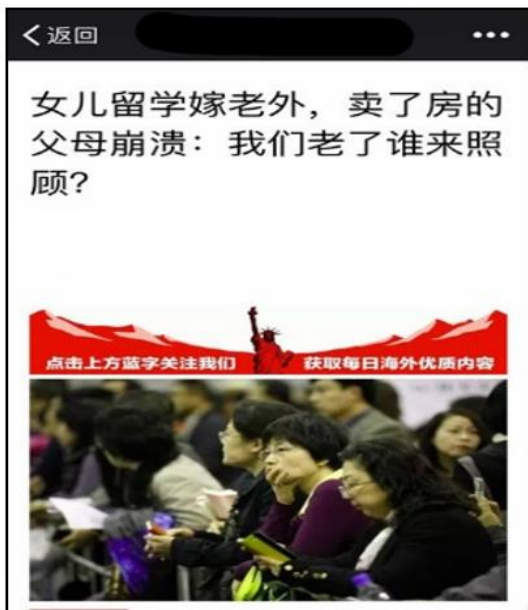 返回
女儿留学嫁老外，卖了房的
父母崩溃：我们老了谁来照
顾？
点击上方蓝字关注我们
获取每日海外优质内容